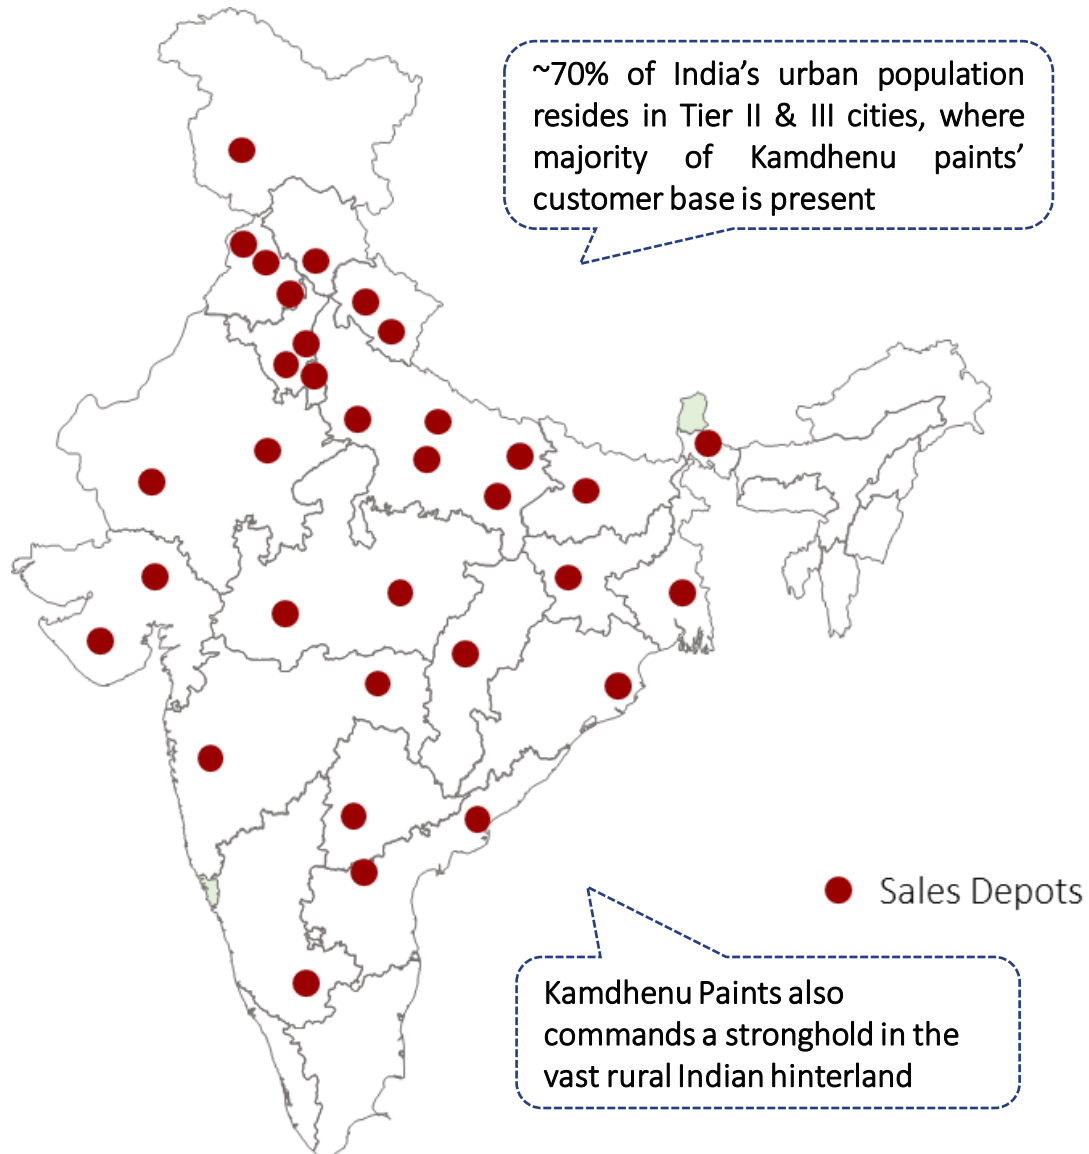 ~70% of India’s urban population
resides in Tier II & III cities, where
majority of Kamdhenu paints’
customer base is present
Sales Depots
Kamdhenu Paints also
commands a stronghold in the
vast rural Indian hinterland